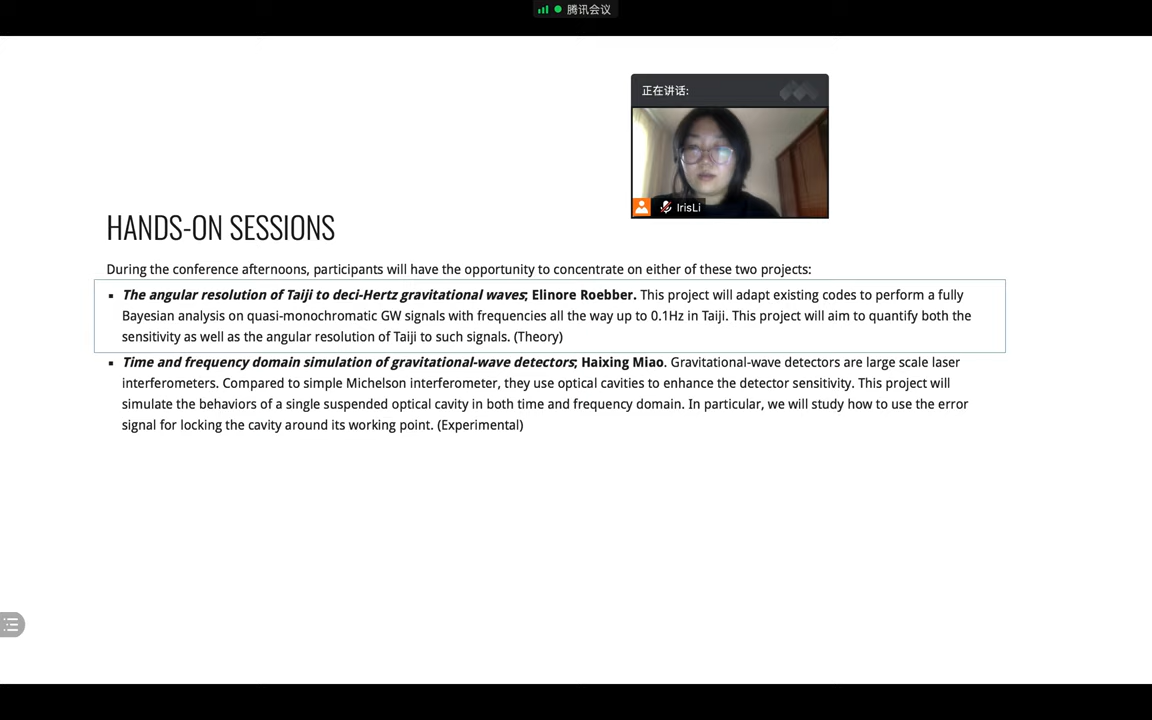 腾讯会议
正在讲话:
IrisLi
HANDS-ON SESSIONS
During the conference afternoons, participants will have the opportunity to concentrate on either of these two projects:
▪ The angular resolution of Taiji to deci-Hertz gravitational waves; Elinore Roebber. This project will adapt existing codes to perform a fully
Bayesian analysis on quasi-monochromatic GW signals with frequencies all the way up to 0.1Hz in Taiji. This project will aim to quantify both the
sensitivity as well as the angular resolution of Taiji to such signals. (Theory)
▪ Time and frequency domain simulation of gravitational-wave detectors; Haixing Miao. Gravitational-wave detectors are large scale laser
interferometers. Compared to simple Michelson interferometer, they use optical cavities to enhance the detector sensitivity. This project will
simulate the behaviors of a single suspended optical cavity in both time and frequency domain. In particular, we will study how to use the error
signal for locking the cavity around its working point. (Experimental)